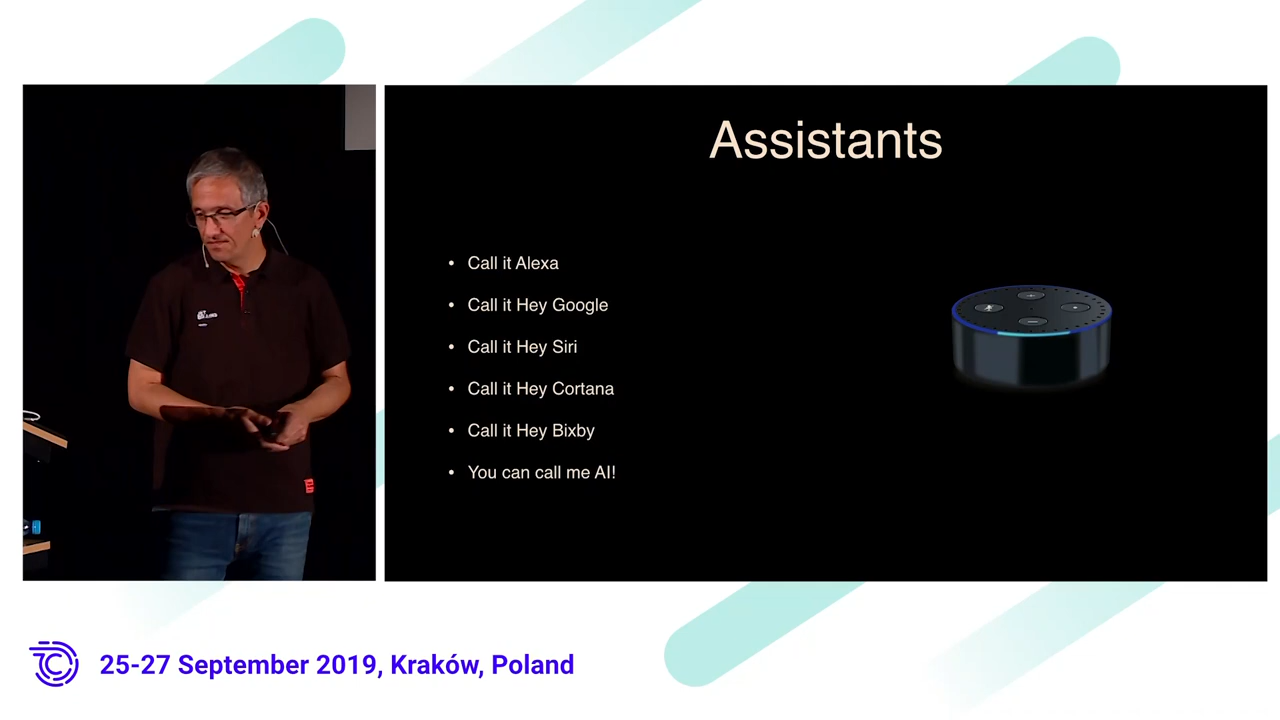 Assistants
• Call it Alexa
• Call it Hey Google
• Call it Hey Siri
• Call it Hey Cortana
• Call it Hey Bixby
• You can call me AI!
25-27 September 2019, Kraków, Poland